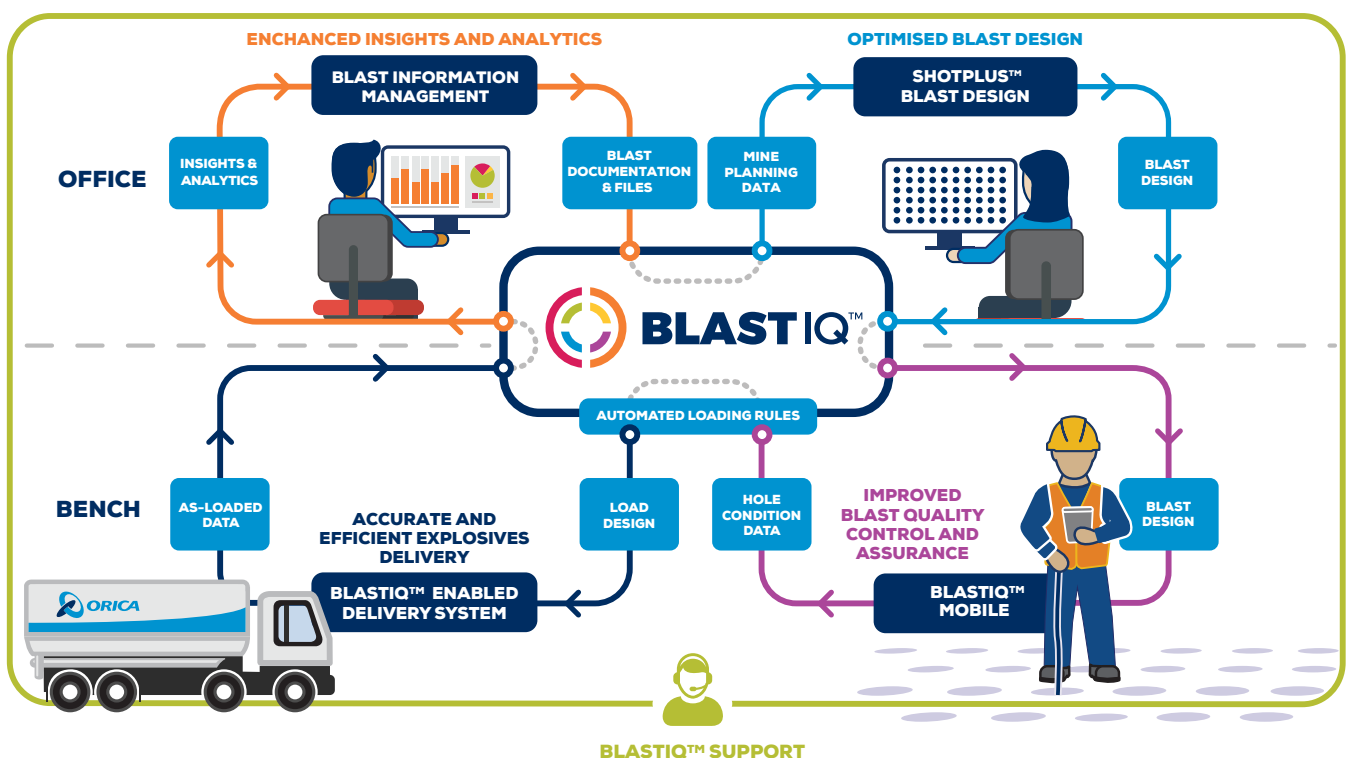 ENCHANCED INSIGHTS AND ANALYTICS
OPTIMISED BLAST DESIGN
BLAST INFORMATION
MANAGEMENT
SHOTPLUS™
BLAST DESIGN
OFFICE
INSIGHTS &
ANALYTICS
BLAST
DOCUMENTATION
& FILES
MINE
PLANNING
DATA
BLAST
DESIGN
BLASTIQ™
AUTOMATED LOADING RULES
BENCH
AS-LOADED
DATA
ACCURATE AND
EFFICIENT EXPLOSIVES
DELIVERY
LOAD
DESIGN
HOLE
CONDITION
DATA
IMPROVED
BLAST QUALITY
CONTROL AND
ASSURANCE
BLAST
DESIGN
ORICA
BLASTIQ™ ENABLED
DELIVERY SYSTEM
BLASTIQ™
MOBILE
BLASTIQ™ SUPPORT